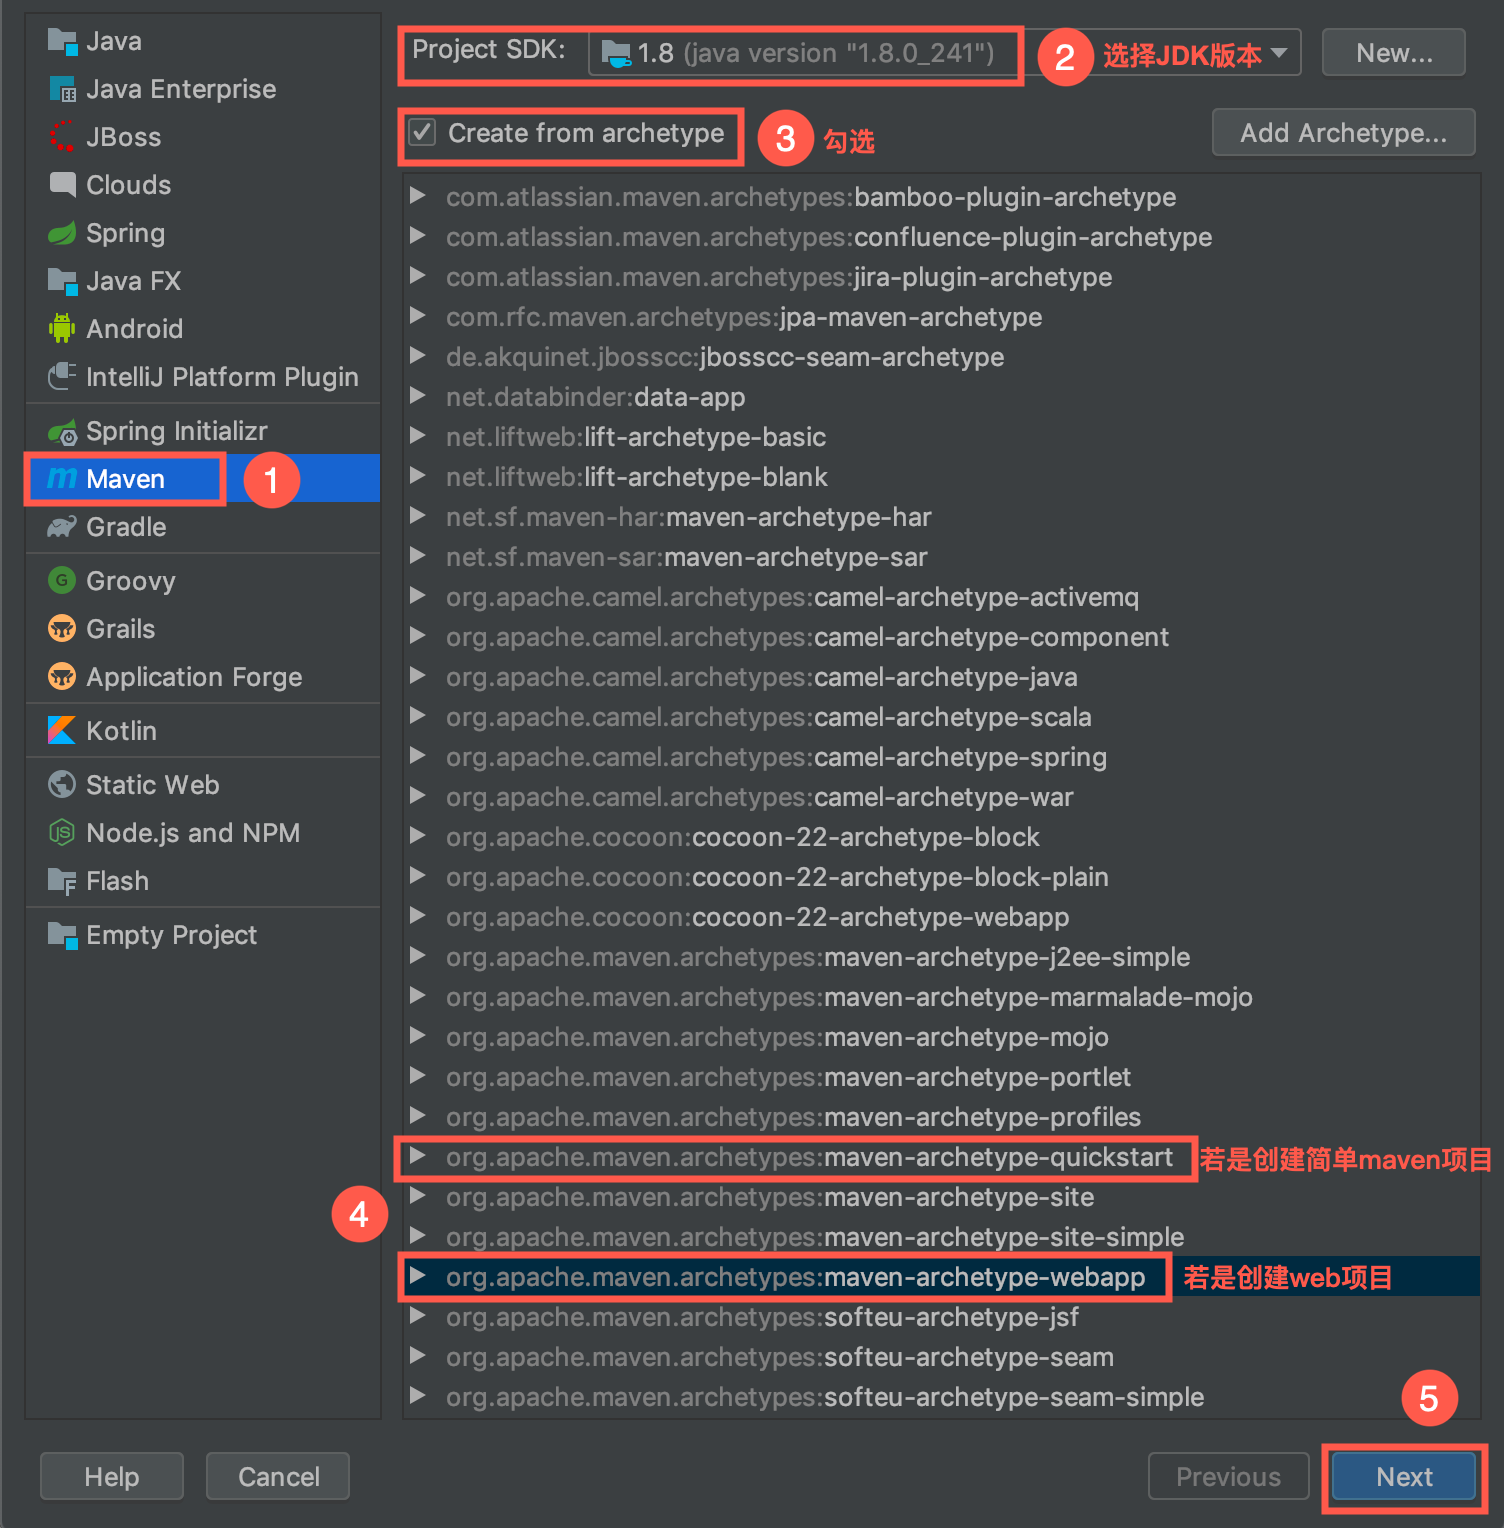 Java
Java Enterprise
JBoss
Clouds
Spring
Java FX
Android
IntelliJ Platform Plugin
Spring Initializr
Maven
1
Gradle
Groovy
Grails
Application Forge
Kotlin
Static Web
Node.js and NPM
Flash
Empty Project
Project SDK: 1.8 (java version "1.8.0_241") 2 选择JDK版本 New...
Create from archetype 3 勾选 Add Archetype...
com.atlassian.maven.archetypes:bamboo-plugin-archetype
com.atlassian.maven.archetypes:confluence-plugin-archetype
com.atlassian.maven.archetypes:jira-plugin-archetype
com.rfc.maven.archetypes:jpa-maven-archetype
de.akquinet.jbosscc:jbosscc-seam-archetype
net.databinder:data-app
net.liftweb:lift-archetype-basic
net.liftweb:lift-archetype-blank
net.sf.maven-har:maven-archetype-har
net.sf.maven-sar:maven-archetype-sar
org.apache.camel.archetypes:camel-archetype-activemq
org.apache.camel.archetypes:camel-archetype-component
org.apache.camel.archetypes:camel-archetype-java
org.apache.camel.archetypes:camel-archetype-scala
org.apache.camel.archetypes:camel-archetype-spring
org.apache.camel.archetypes:camel-archetype-war
org.apache.cocoon:cocoon-22-archetype-block
org.apache.cocoon:cocoon-22-archetype-block-plain
org.apache.cocoon:cocoon-22-archetype-webapp
org.apache.maven.archetypes:maven-archetype-j2ee-simple
org.apache.maven.archetypes:maven-archetype-marmalade-mojo
org.apache.maven.archetypes:maven-archetype-mojo
org.apache.maven.archetypes:maven-archetype-portlet
org.apache.maven.archetypes:maven-archetype-profiles
org.apache.maven.archetypes:maven-archetype-quickstart 若是创建简单maven项目
org.apache.maven.archetypes:maven-archetype-site
4
org.apache.maven.archetypes:maven-archetype-site-simple
org.apache.maven.archetypes:maven-archetype-webapp 若是创建web项目
org.apache.maven.archetypes:softeu-archetype-jsf
org.apache.maven.archetypes:softeu-archetype-seam
org.apache.maven.archetypes:softeu-archetype-seam-simple
5
Help Cancel Previous Next